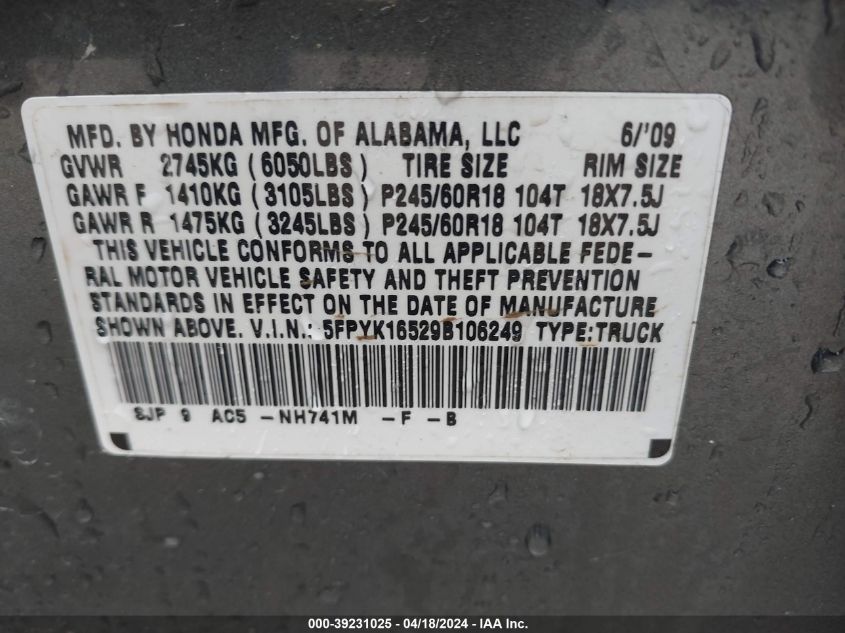 MFD. BY HONDA MFG. OF ALABAMA, LLC 6/'09
GVWR 2745KG (6050LBS) TIRE SIZE RIM SIZE
GAWR F 1410KG (3105LBS) P245/60R18 104T 18X7.5J
GAWR R 1475KG (3245LBS) P245/60R18 104T 18X7.5J
THIS VEHICLE CONFORMS TO ALL APPLICABLE FEDE-
RAL MOTOR VEHICLE SAFETY AND THEFT PREVENTION
STANDARDS IN EFFECT ON THE DATE OF MANUFACTURE
SHOWN ABOVE. V.I.N.: 5FPYK16529B106249 TYPE:TRUCK
SJP 9 AC5 -NH741M -F -B
000-39231025 - 04/18/2024 - IAA Inc.